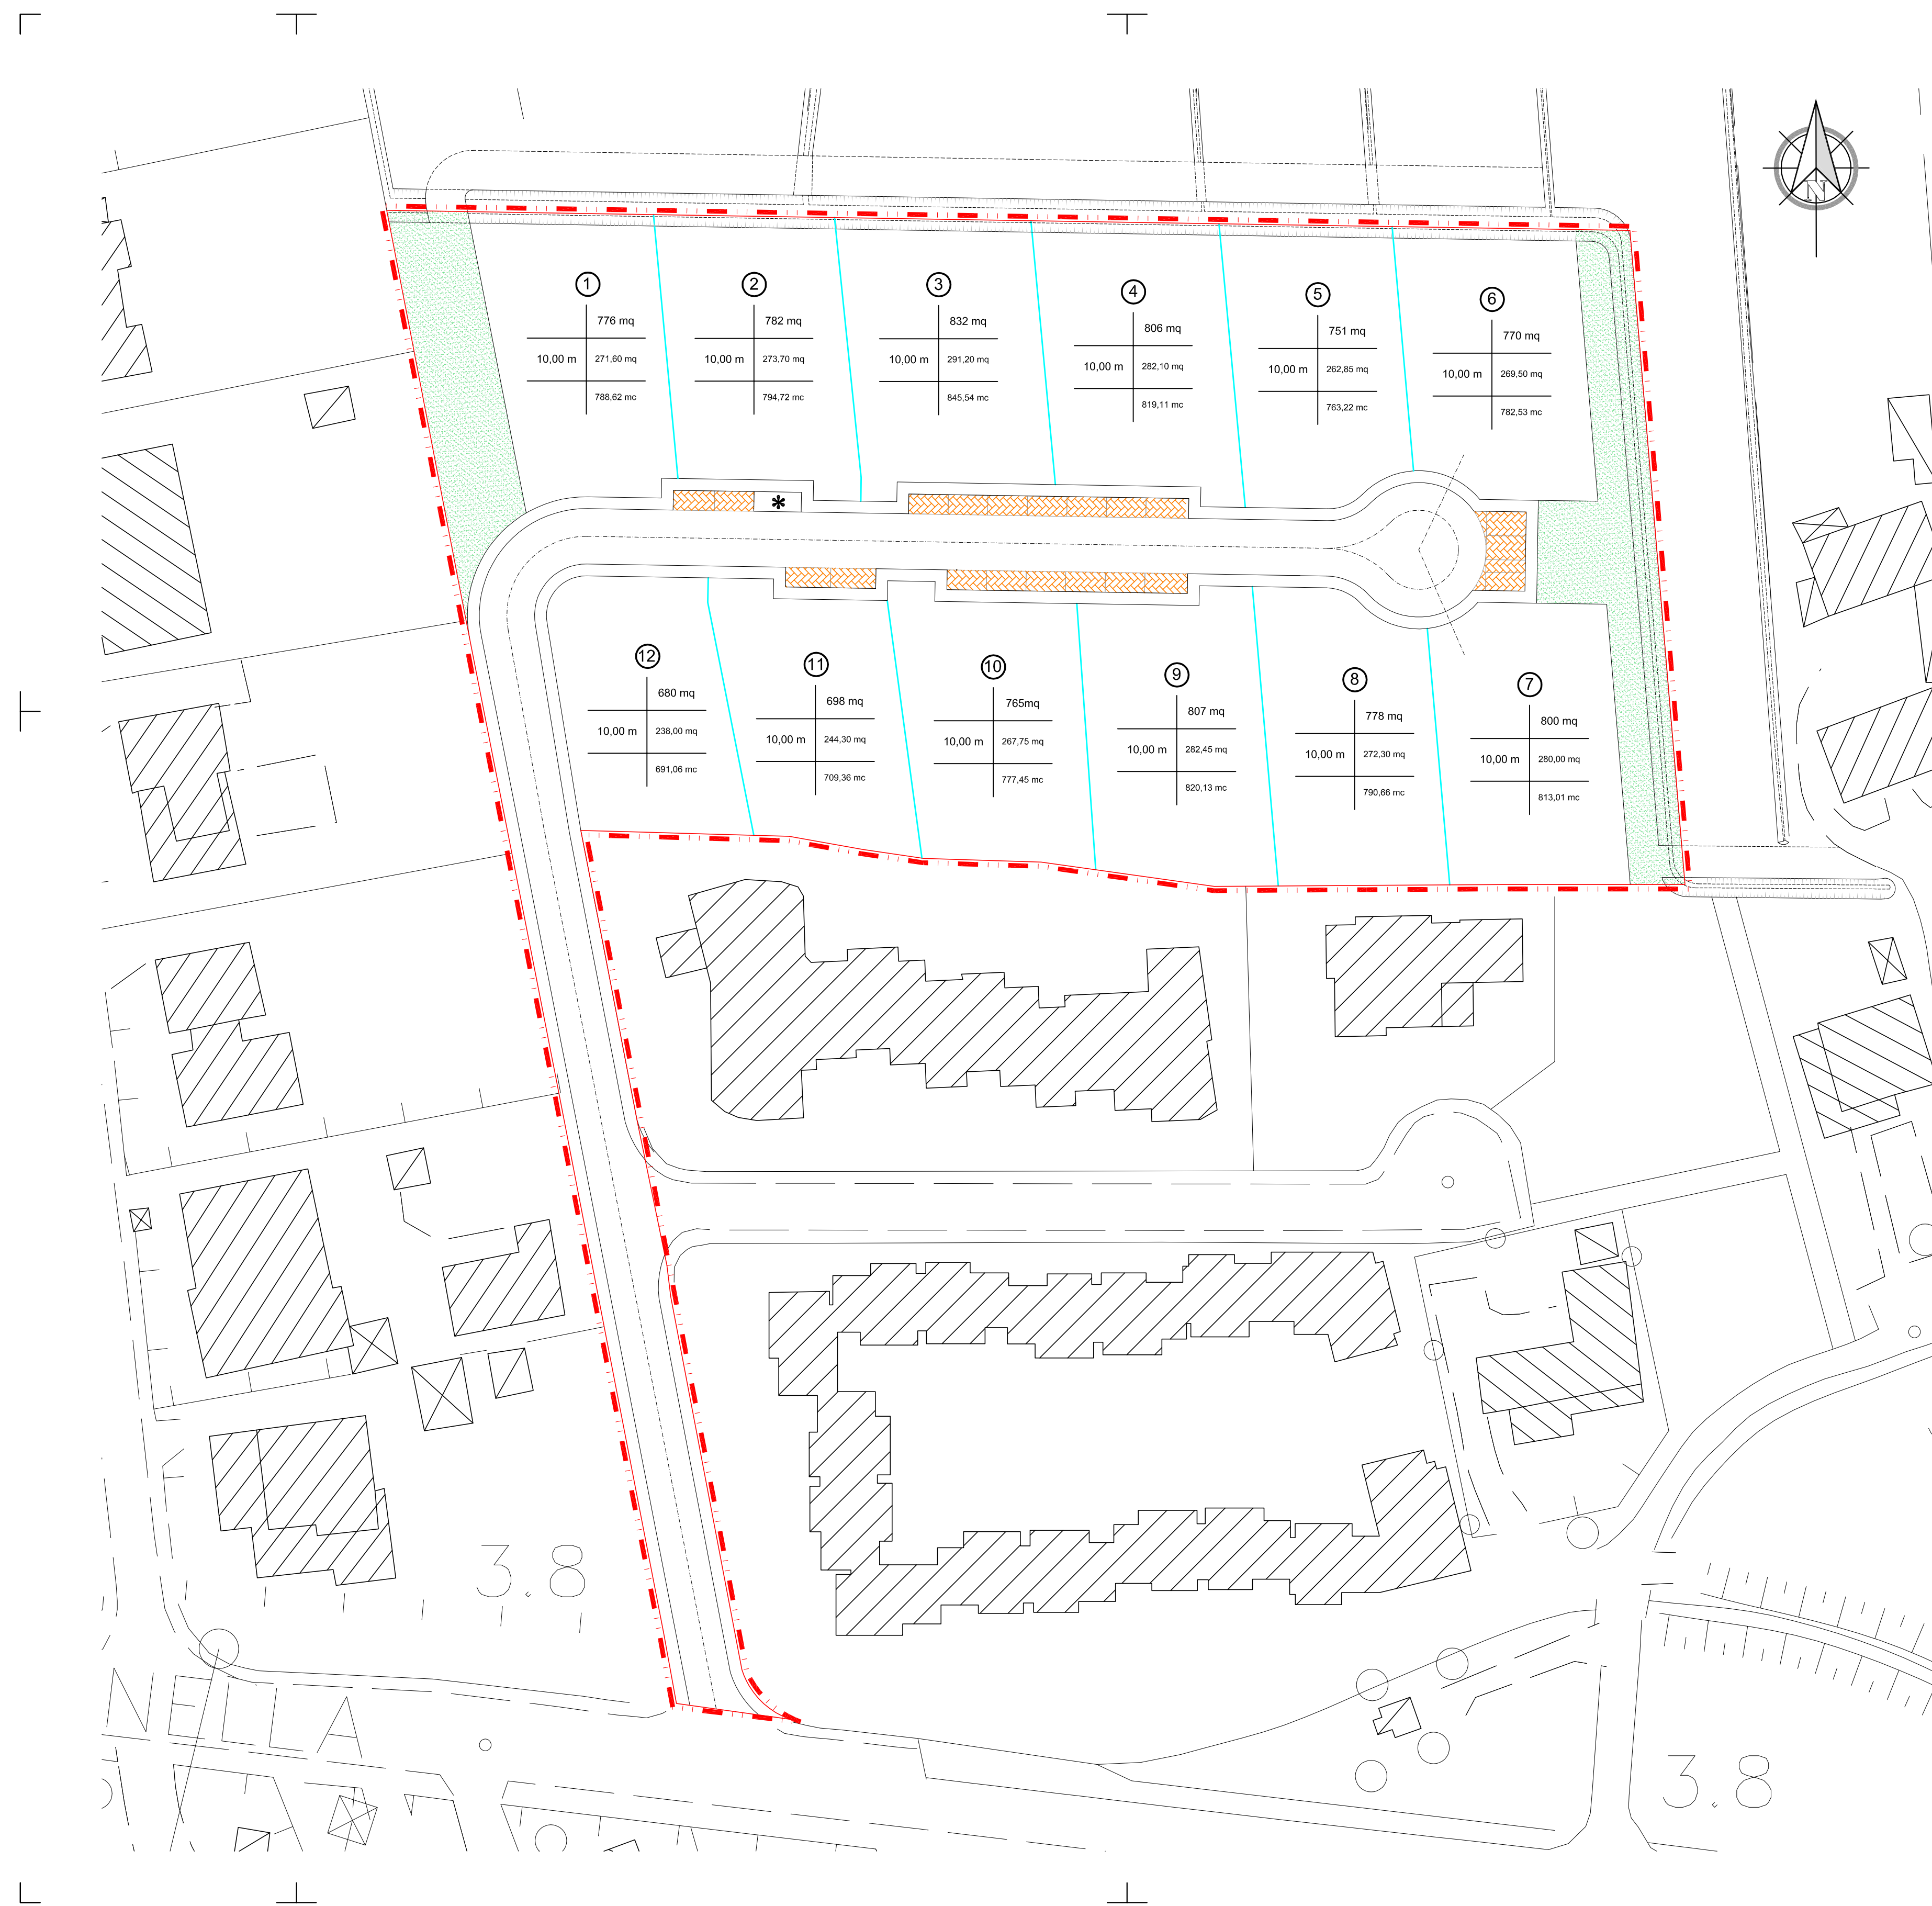 N
1
776 mq
10,00 m 271,60 mq
788,62 mc
2
782 mq
10,00 m 273,70 mq
794,72 mc
3
832 mq
10,00 m 291,20 mq
845,54 mc
4
806 mq
10,00 m 282,10 mq
819,11 mc
5
751 mq
10,00 m 262,85 mq
763,22 mc
6
770 mq
10,00 m 269,50 mq
782,53 mc
*
12
680 mq
10,00 m 238,00 mq
691,06 mc
11
698 mq
10,00 m 244,30 mq
709,36 mc
10
765mq
10,00 m 267,75 mq
777,45 mc
9
807 mq
10,00 m 282,45 mq
820,13 mc
8
778 mq
10,00 m 272,30 mq
790,66 mc
7
800 mq
10,00 m 280,00 mq
813,01 mc
3.8
NELLA
3.8